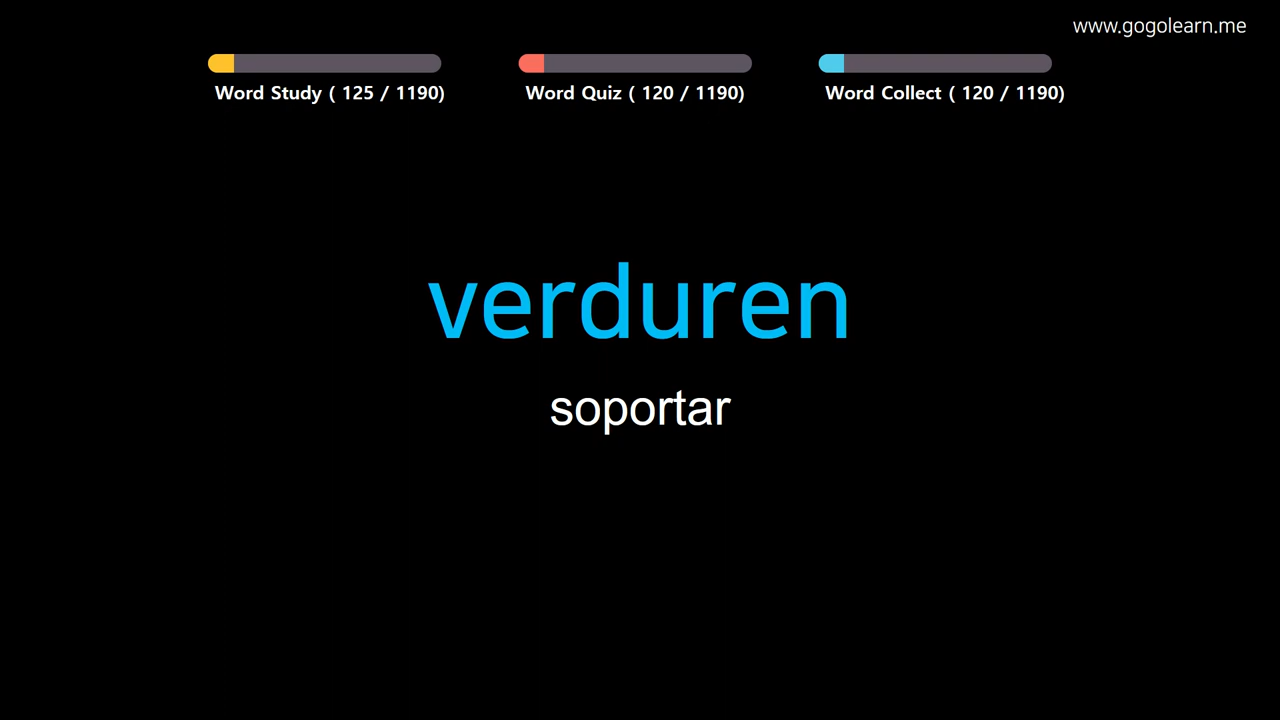 www.gogolearn.me
Word Study ( 125 / 1190)
Word Quiz ( 120 / 1190)
Word Collect ( 120 / 1190)
verduren
soportar